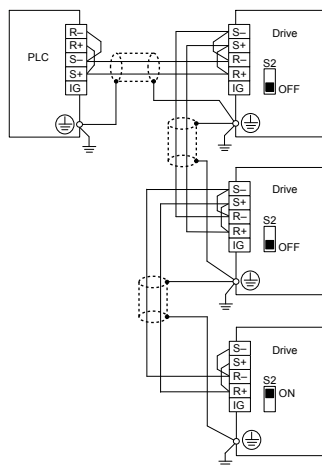 PLC
R–
R+
S–
S+
IG
S–
S+
R–
R+
IG
Drive
S2
OFF
S–
S+
R–
R+
IG
Drive
S2
OFF
S–
S+
R–
R+
IG
Drive
S2
ON